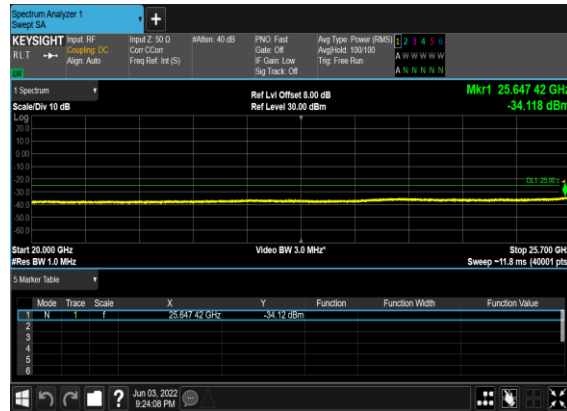 Spectrum Analyzer 1
Swept SA
+
KEYSIGHT Input: RF Input Z: 50 Ω #Atten: 40 dB PNO: Fast Avg Type: Power (RMS) 1 2 3 4 5 6
RLT Coupling: DC Corr CCorr Gate: Off Avg|Hold: 100/100 A W W W W W
Align: Auto Freq Ref: Int (S) IF Gain: Low Trig: Free Run
Sig Track: Off A N N N N N
1 Spectrum
Ref Lvl Offset 8.00 dB Mkr1 25.647 42 GHz
Scale/Div 10 dB Ref Level 30.00 dBm -34.118 dBm
Log
20.0
10.0
0.00
-10.0
-20.0
DL1 -25.00
-30.0
-40.0
-50.0
-60.0
Start 20.000 GHz Video BW 3.0 MHz* Stop 25.700 GHz
#Res BW 1.0 MHz Sweep ~11.8 ms (40001 pts)
5 Marker Table
Mode Trace Scale X Y Function Function Width Function Value
1 N 1 f 25.647 42 GHz -34.12 dBm
2
3
4
5
6
? Jun 03, 2022
9:24:08 PM